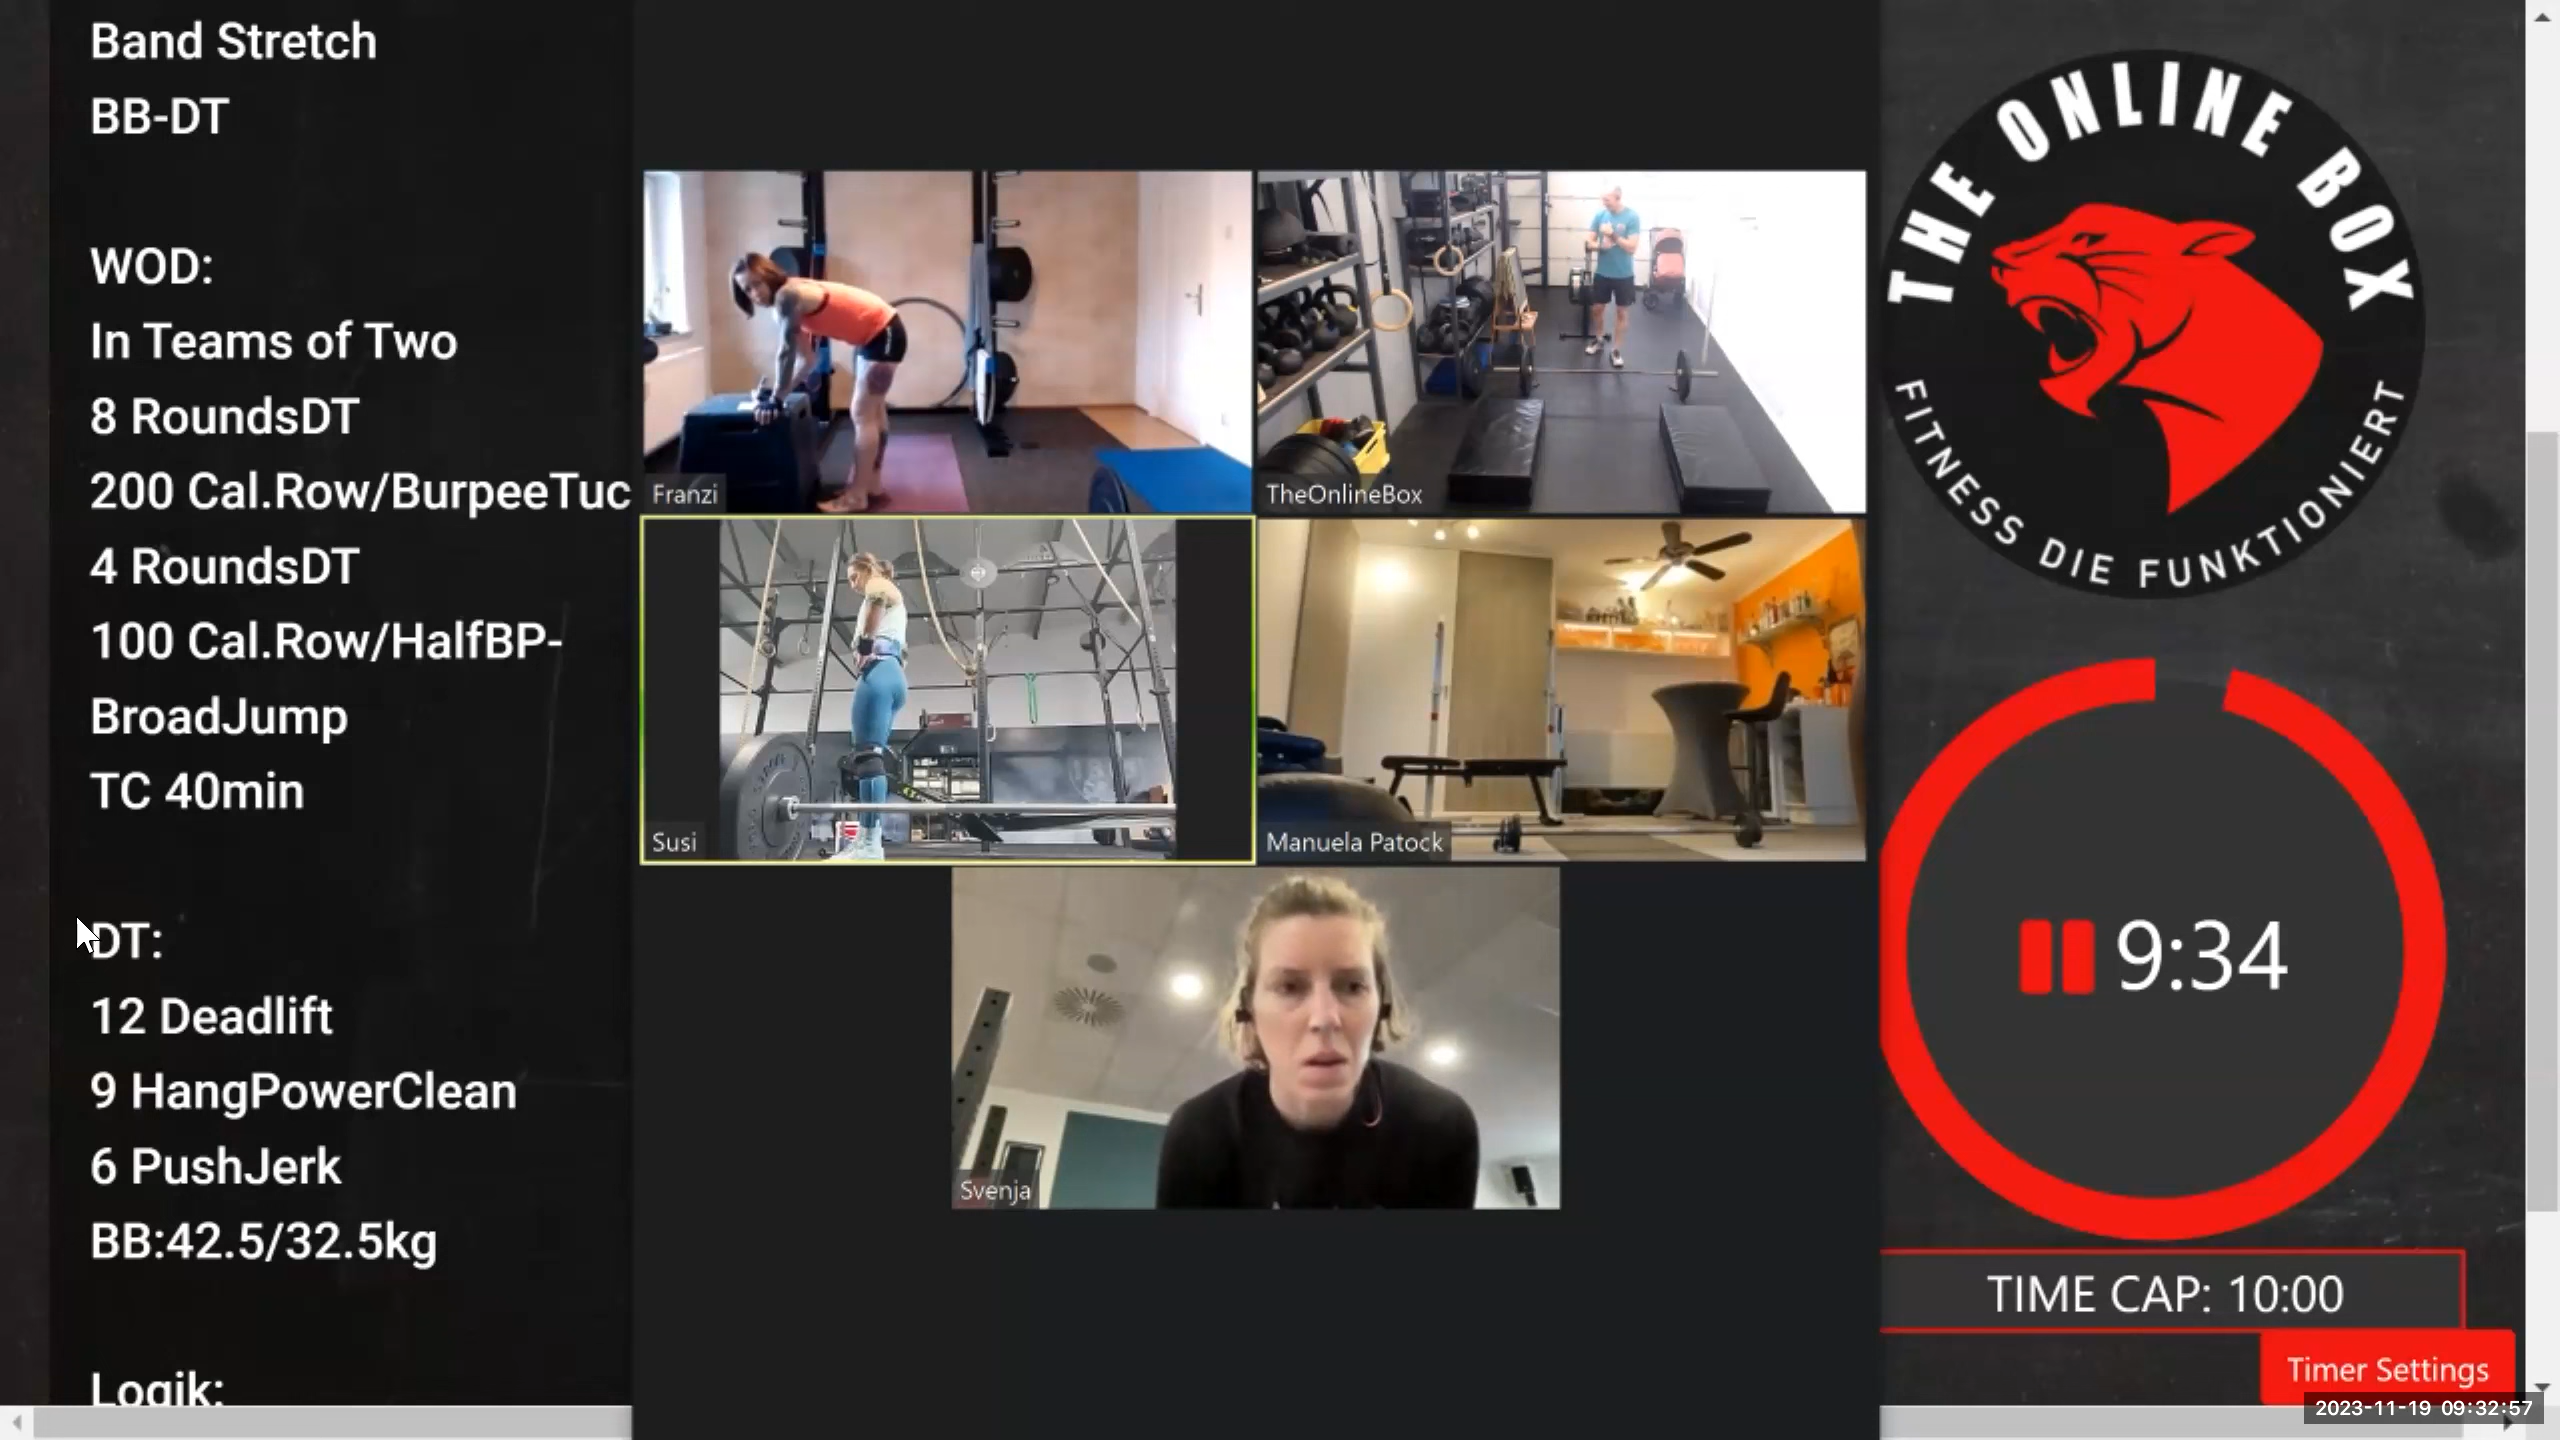 Band Stretch
BB-DT
WOD:
In Teams of Two
8 RoundsDT
200 Cal.Row/BurpeeTuc
4 RoundsDT
100 Cal.Row/HalfBP-
BroadJump
TC 40min
DT:
12 Deadlift
9 HangPowerClean
6 PushJerk
BB:42.5/32.5kg
Logik:
Franzi
TheOnlineBox
Susi
Manuela Patock
Svenja
THE ONLINE BOX
FITNESS DIE FUNKTIONIERT
9:34
TIME CAP: 10:00
Timer Settings
2023-11-19 09:32:57